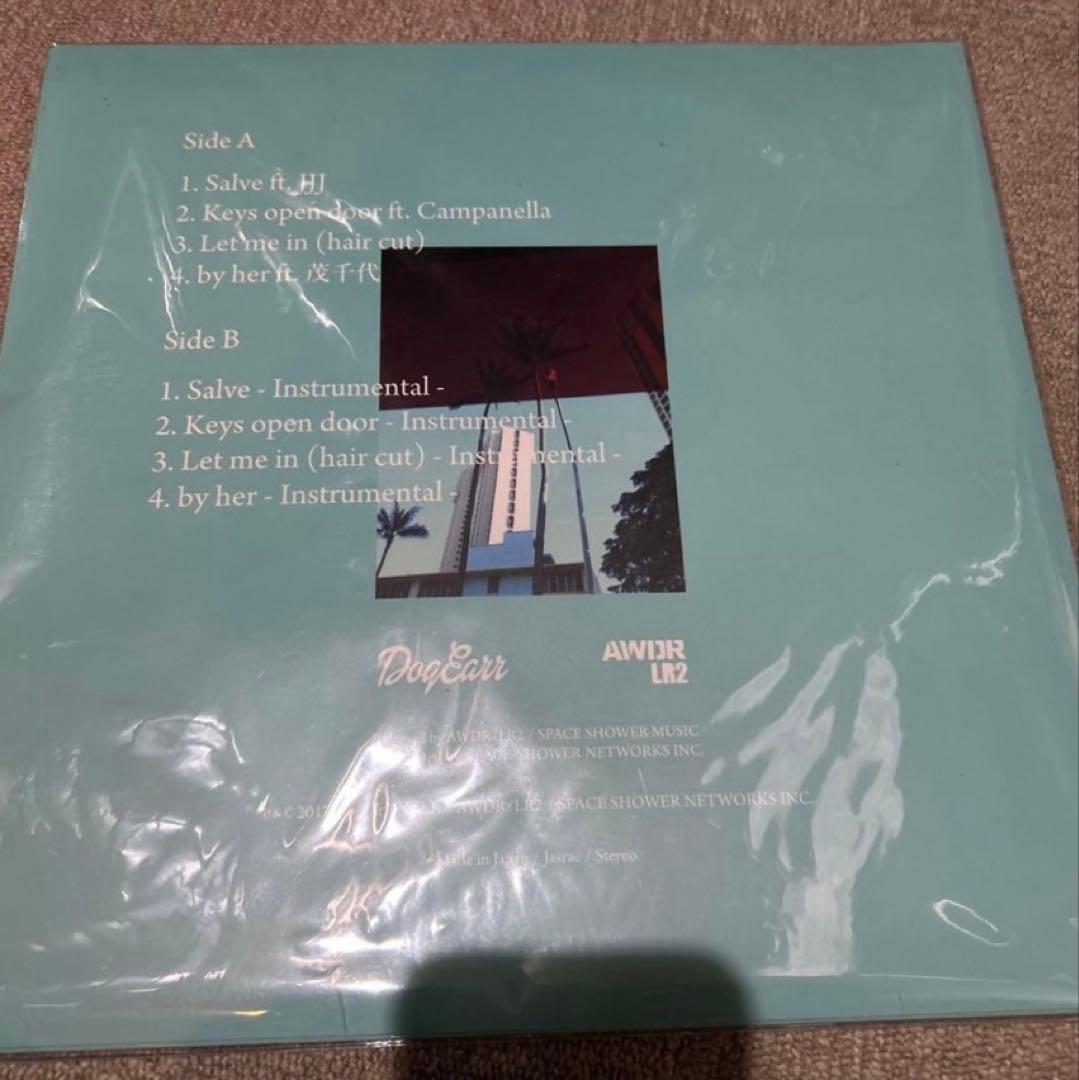 Side A
1. Salve ft. JJJ
2. Keys open door ft. Campanella
3. Let me in (hair cut)
4. by her ft. 茂千代
Side B
1. Salve - Instrumental -
2. Keys open door - Instrumental -
3. Let me in (hair cut) - Instrumental -
4. by her - Instrumental -
DogEarr
AWDR
LR2
by AWDR/LR2 / SPACE SHOWER MUSIC
SPACE SHOWER NETWORKS INC.
AWDR/LR2 / SPACE SHOWER NETWORKS INC.
Made in Japan / Jasrac / Stereo